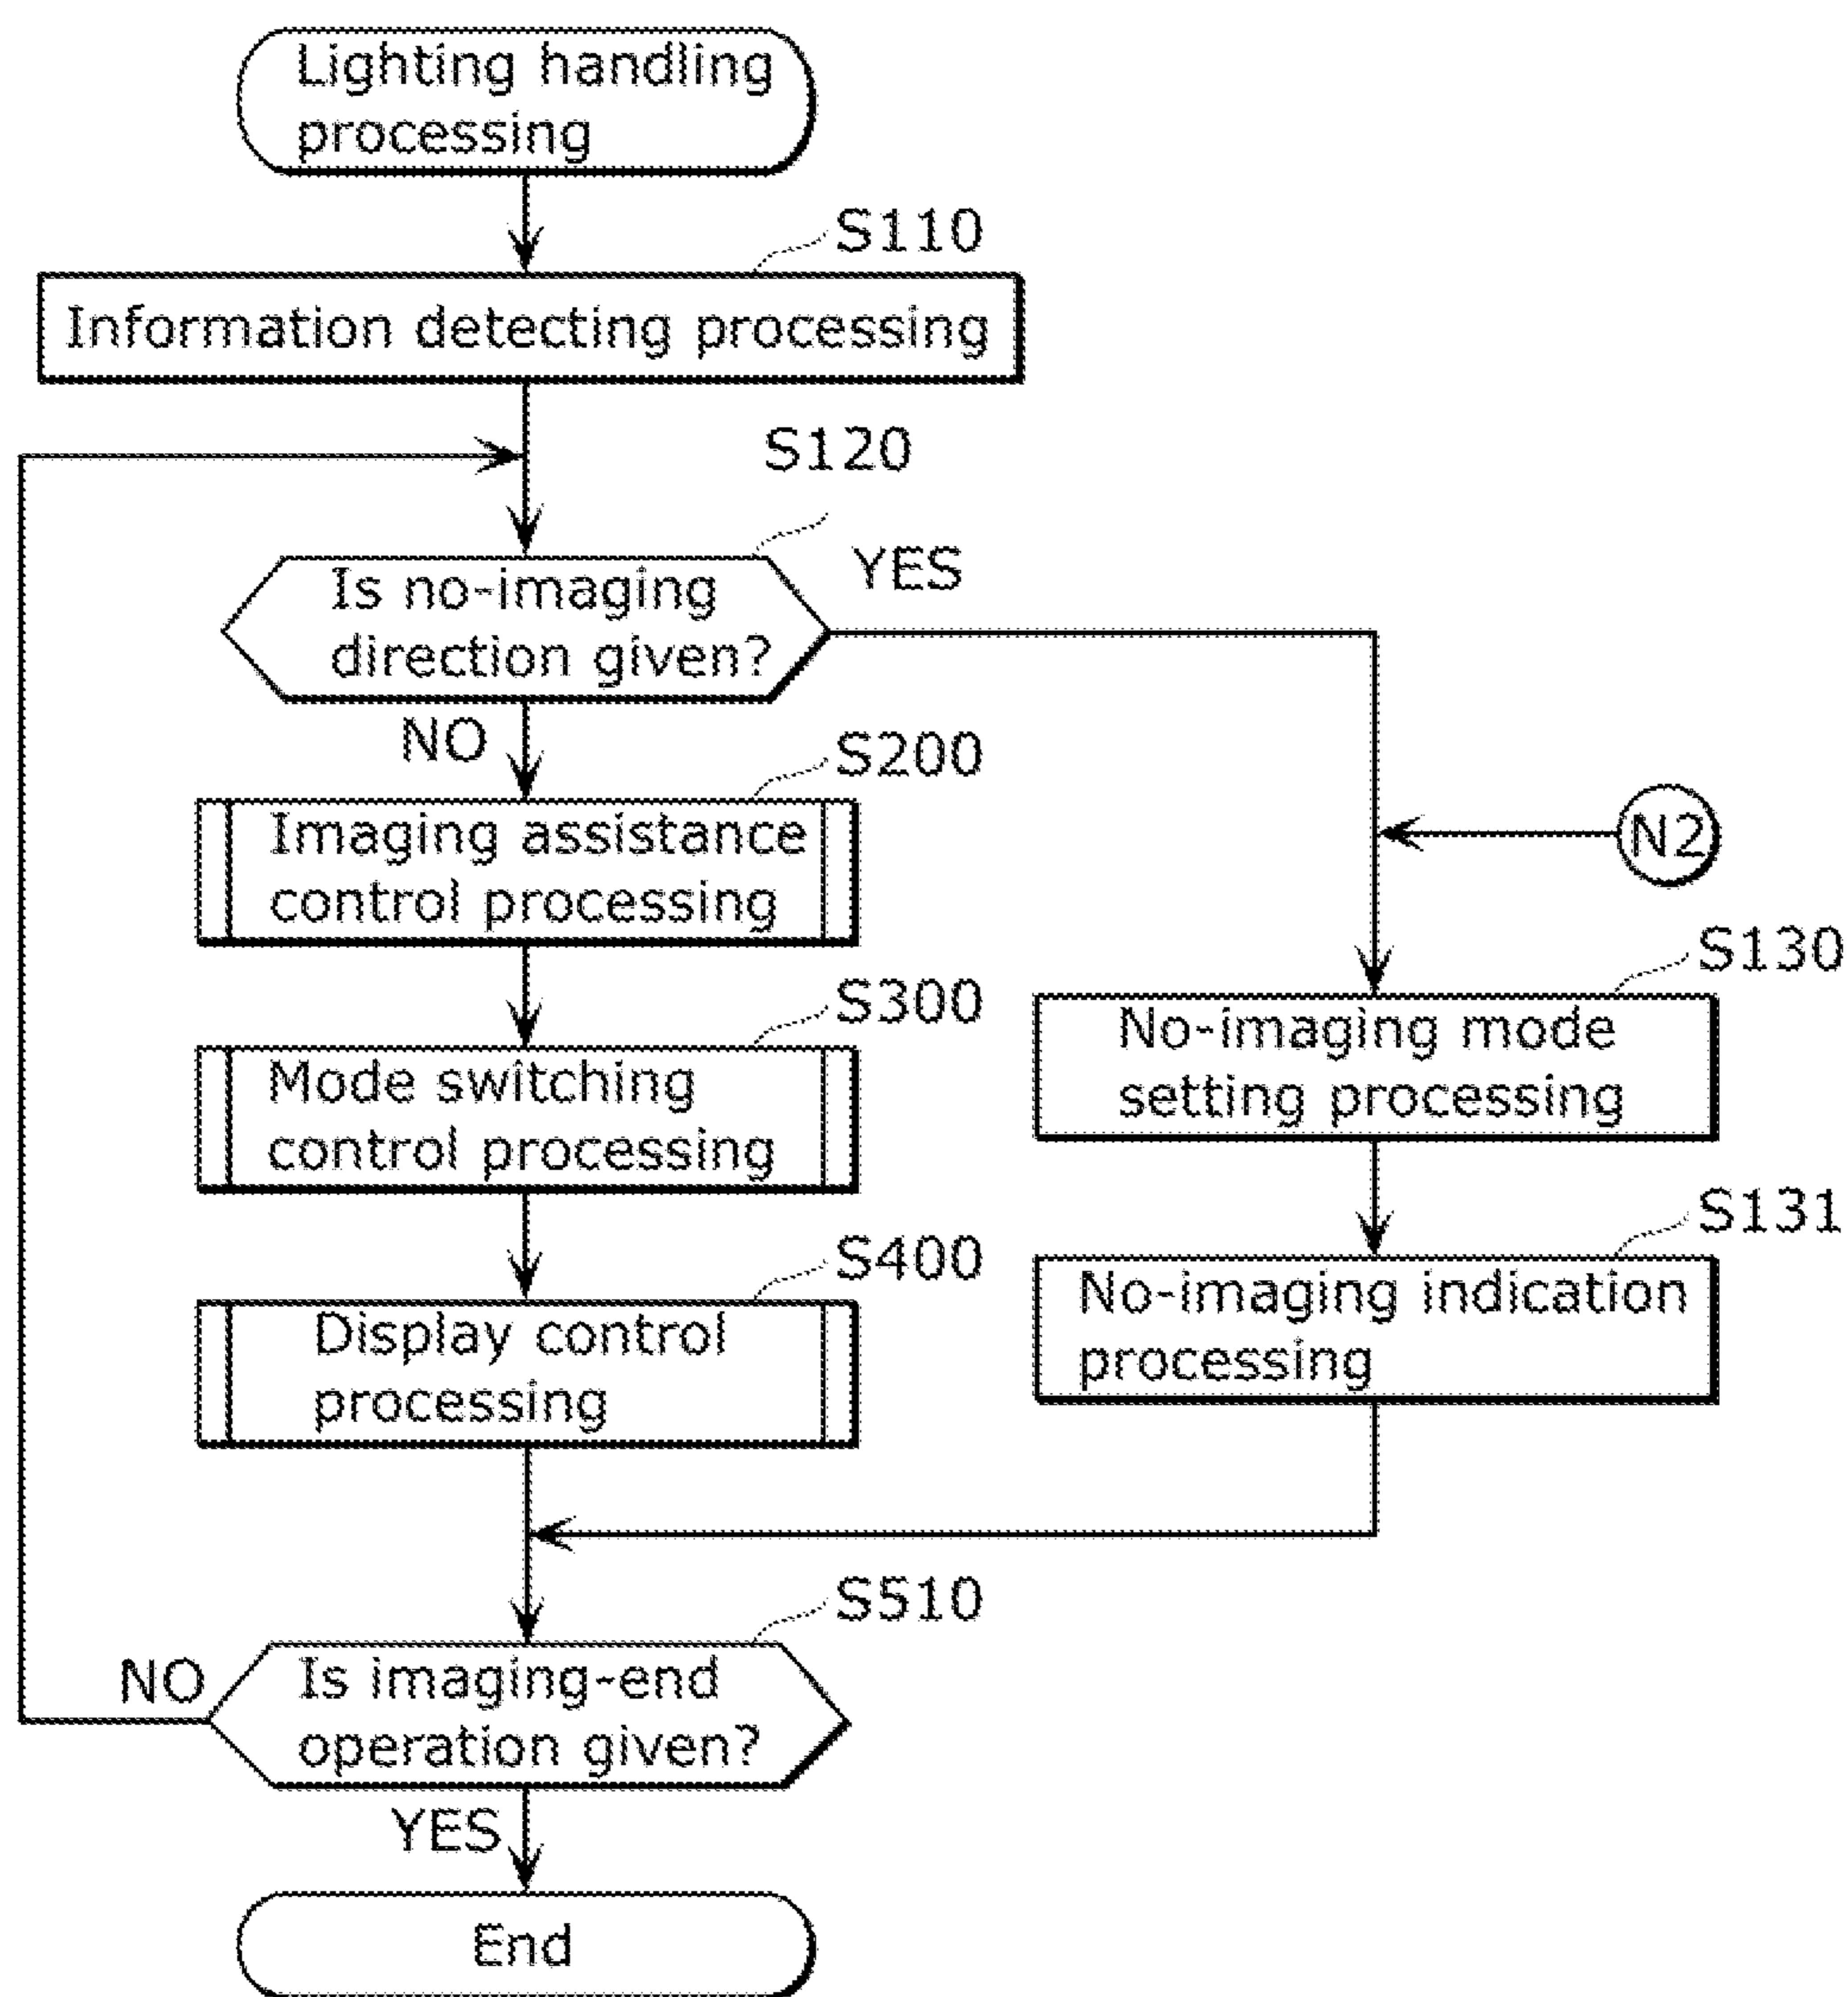 Lighting handling
processing
S110
Information detecting processing
S120
Is no-imaging
direction given?
YES
NO
S200
Imaging assistance
control processing
N2
S130
No-imaging mode
setting processing
S300
Mode switching
control processing
S131
No-imaging indication
processing
S400
Display control
processing
S510
Is imaging-end
operation given?
NO
YES
End